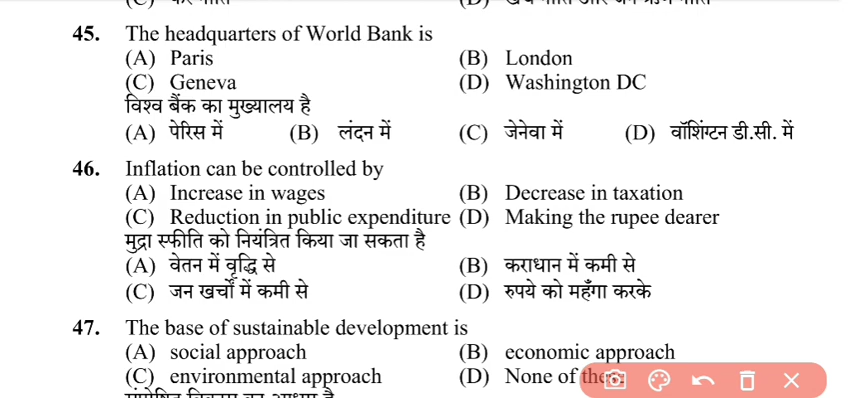 45. The headquarters of World Bank is
(A) Paris (B) London
(C) Geneva (D) Washington DC
विश्व बैंक का मुख्यालय है
(A) पेरिस में (B) लंदन में (C) जेनेवा में (D) वॉशिंग्टन डी.सी. में
46. Inflation can be controlled by
(A) Increase in wages (B) Decrease in taxation
(C) Reduction in public expenditure (D) Making the rupee dearer
मुद्रा स्फीति को नियंत्रित किया जा सकता है
(A) वेतन में वृद्धि से (B) कराधान में कमी से
(C) जन खर्चों में कमी से (D) रुपये को महँगा करके
47. The base of sustainable development is
(A) social approach (B) economic approach
(C) environmental approach (D) None of